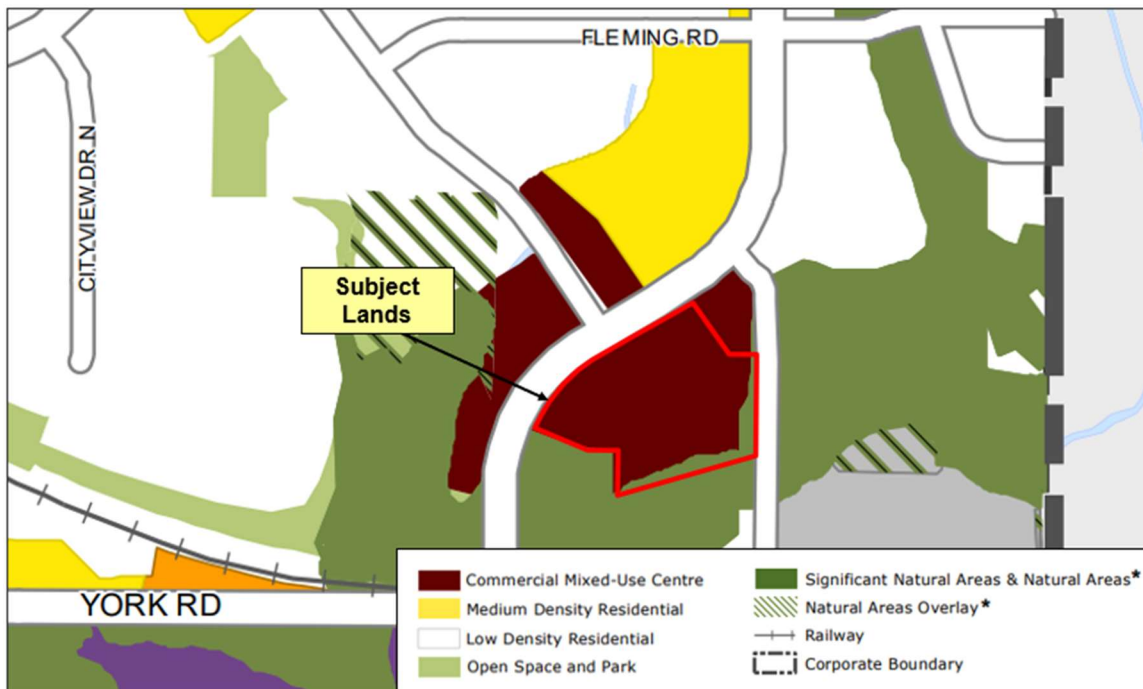 FLEMING RD
CITYVIEW DR N
Subject
Lands
YORK RD
Commercial Mixed-Use Centre
Medium Density Residential
Low Density Residential
Open Space and Park
Significant Natural Areas & Natural Areas*
Natural Areas Overlay*
Railway
Corporate Boundary